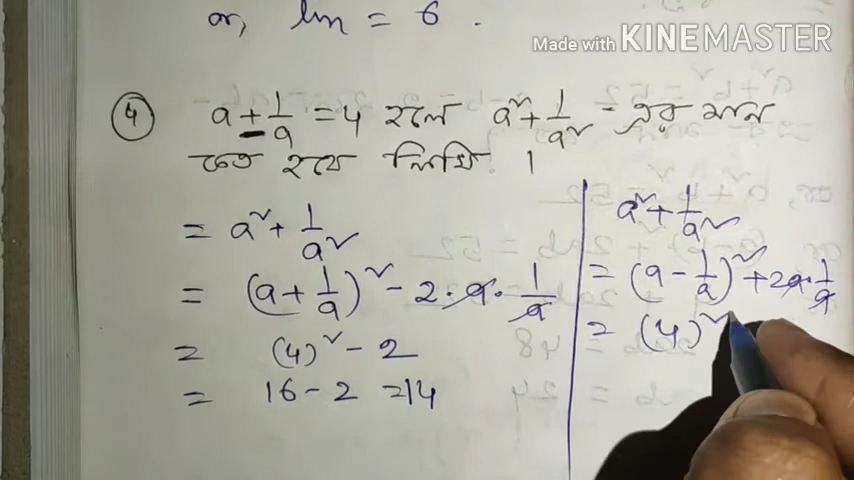 or, lm = 6 .
Made with KINEMASTER
④ a + 1/a = 4 হলে a² + 1/a² - এর মান
কত হবে লিখি ।
= a² + 1/a²
= (a + 1/a)² - 2 · a · 1/a
= (4)² - 2
= 16 - 2 = 14
a² + 1/a²
= (a - 1/a)² + 2a · 1/a
= (4)²